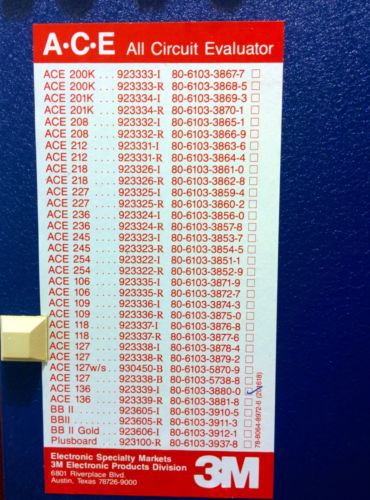 A·C·E All Circuit Evaluator
ACE 200K ... 923333-I 80-6103-3867-7
ACE 200K ... 923333-R 80-6103-3868-5
ACE 201K ... 923334-I 80-6103-3869-3
ACE 201K ... 923334-R 80-6103-3870-1
ACE 208 .... 923332-I 80-6103-3865-1
ACE 208 .... 923332-R 80-6103-3866-9
ACE 212 .... 923331-I 80-6103-3863-6
ACE 212 .... 923331-R 80-6103-3864-4
ACE 218 .... 923326-I 80-6103-3861-0
ACE 218 .... 923326-R 80-6103-3862-8
ACE 227 .... 923325-I 80-6103-3859-4
ACE 227 .... 923325-R 80-6103-3860-2
ACE 236 .... 923324-I 80-6103-3856-0
ACE 236 .... 923324-R 80-6103-3857-8
ACE 245 .... 923323-I 80-6103-3853-7
ACE 245 .... 923323-R 80-6103-3854-5
ACE 254 .... 923322-I 80-6103-3851-1
ACE 254 .... 923322-R 80-6103-3852-9
ACE 106 .... 923335-I 80-6103-3871-9
ACE 106 .... 923335-R 80-6103-3872-7
ACE 109 .... 923336-I 80-6103-3874-3
ACE 109 .... 923336-R 80-6103-3875-0
ACE 118 .... 923337-I 80-6103-3876-8
ACE 118 .... 923337-R 80-6103-3877-6
ACE 127 .... 923338-I 80-6103-3878-4
ACE 127 .... 923338-R 80-6103-3879-2
ACE 127w/s . 930450-B 80-6103-5870-9
ACE 127 .... 923338-B 80-6103-5738-8
ACE 136 .... 923339-I 80-6103-3880-0
ACE 136 .... 923339-R 80-6103-3881-8
BB II ...... 923605-I 80-6103-3910-5
BBII ....... 923605-R 80-6103-3911-3
BB II Gold .. 923606-I 80-6103-3912-1
Plusboard ... 923100-R 80-6103-3937-8
78-8064-8972-6
Electronic Specialty Markets
3M Electronic Products Division
6801 Riverplace Blvd.
Austin, Texas 78726-9000
3M